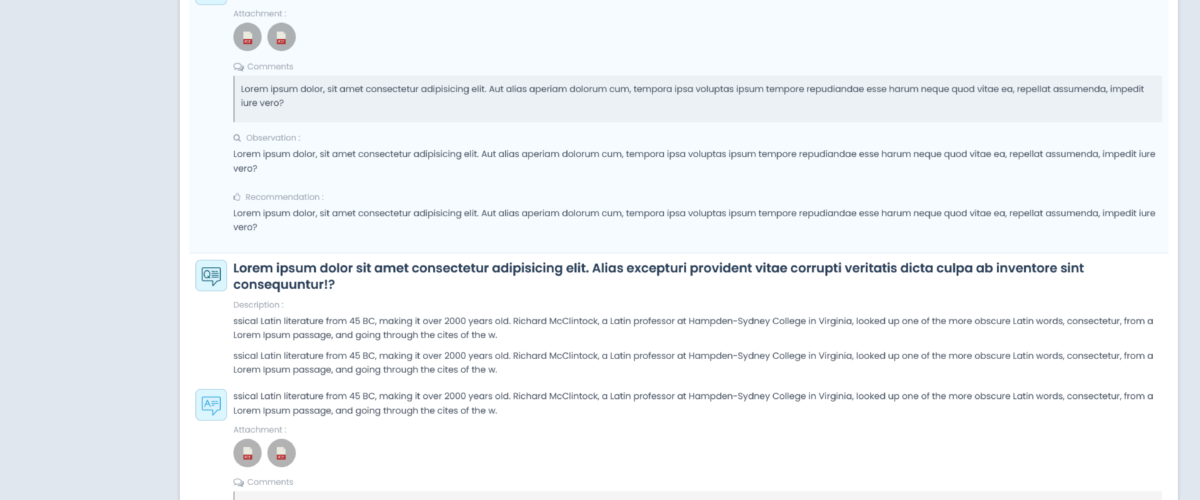 Attachment :
Comments
Lorem ipsum dolor, sit amet consectetur adipisicing elit. Aut alias aperiam dolorum cum, tempora ipsa voluptas ipsum tempore repudiandae esse harum neque quod vitae ea, repellat assumenda, impedit
iure vero?
Observation :
Lorem ipsum dolor, sit amet consectetur adipisicing elit. Aut alias aperiam dolorum cum, tempora ipsa voluptas ipsum tempore repudiandae esse harum neque quod vitae ea, repellat assumenda, impedit iure
vero?
Recommendation :
Lorem ipsum dolor, sit amet consectetur adipisicing elit. Aut alias aperiam dolorum cum, tempora ipsa voluptas ipsum tempore repudiandae esse harum neque quod vitae ea, repellat assumenda, impedit iure
vero?
Lorem ipsum dolor sit amet consectetur adipisicing elit. Alias excepturi provident vitae corrupti veritatis dicta culpa ab inventore sint
consequuntur!?
Description :
ssical Latin literature from 45 BC, making it over 2000 years old. Richard McClintock, a Latin professor at Hampden-Sydney College in Virginia, looked up one of the more obscure Latin words, consectetur, from a
Lorem Ipsum passage, and going through the cites of the w.
ssical Latin literature from 45 BC, making it over 2000 years old. Richard McClintock, a Latin professor at Hampden-Sydney College in Virginia, looked up one of the more obscure Latin words, consectetur, from a
Lorem Ipsum passage, and going through the cites of the w.
ssical Latin literature from 45 BC, making it over 2000 years old. Richard McClintock, a Latin professor at Hampden-Sydney College in Virginia, looked up one of the more obscure Latin words, consectetur, from a
Lorem Ipsum passage, and going through the cites of the w.
Attachment :
Comments